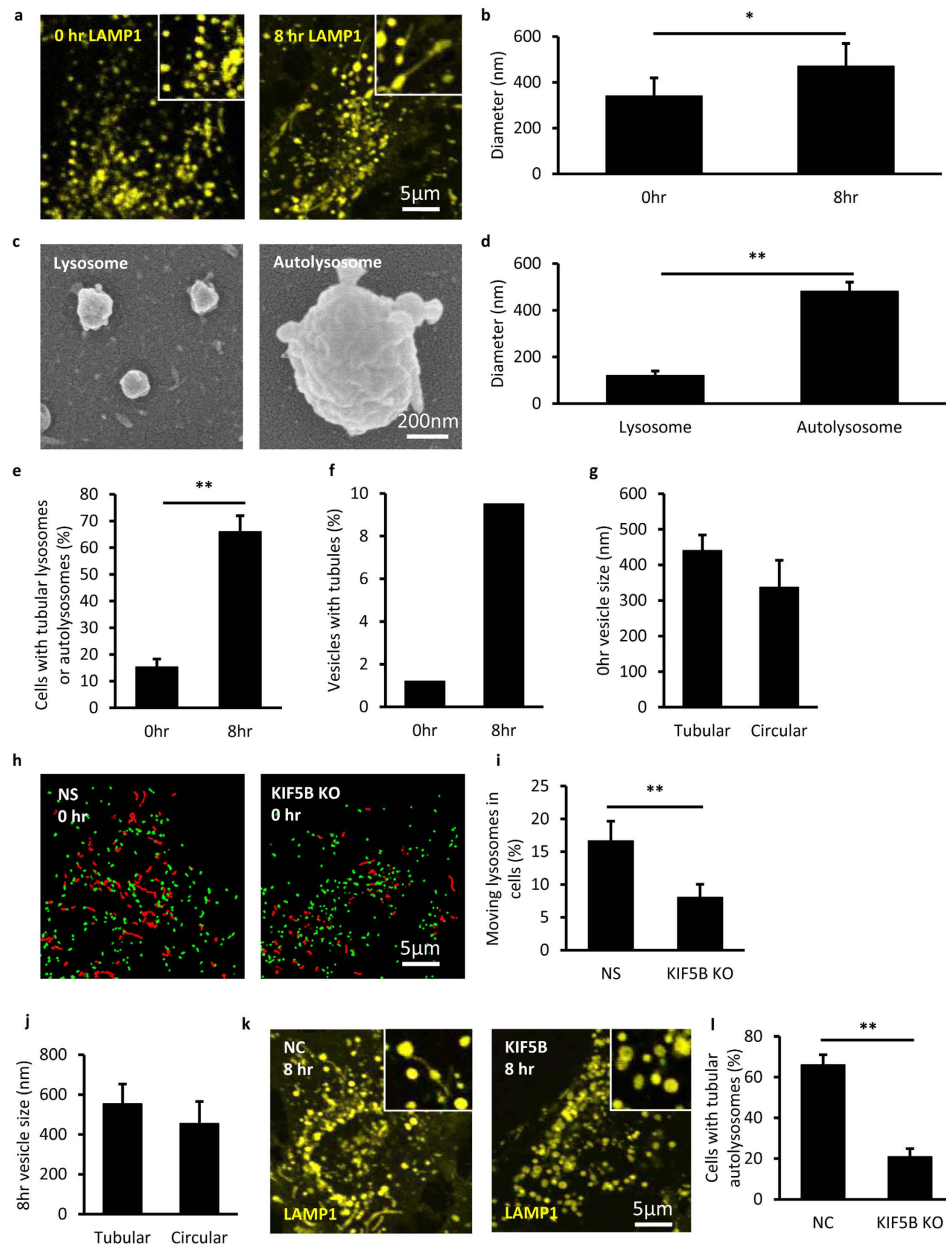 a
0 hr LAMP1
8 hr LAMP1
5μm
b
Diameter (nm)
600
400
200
0
*
0hr
8hr
c
Lysosome
Autolysosome
200nm
d
Diameter (nm)
600
400
200
0
**
Lysosome
Autolysosome
e
Cells with tubular lysosomes
or autolysosomes (%)
80
70
60
50
40
30
20
10
0
**
0hr
8hr
f
Vesicles with tubules (%)
10
8
6
4
2
0
0hr
8hr
g
0hr vesicle size (nm)
600
500
400
300
200
100
0
Tubular
Circular
h
NS
0 hr
KIF5B KO
0 hr
5μm
i
Moving lysosomes in
cells (%)
25
20
15
10
5
0
**
NS
KIF5B KO
j
8hr vesicle size (nm)
800
600
400
200
0
Tubular
Circular
k
NC
8 hr
LAMP1
KIF5B
8 hr
LAMP1
5μm
l
Cells with tubular
autolysosomes (%)
80
60
40
20
0
**
NC
KIF5B KO